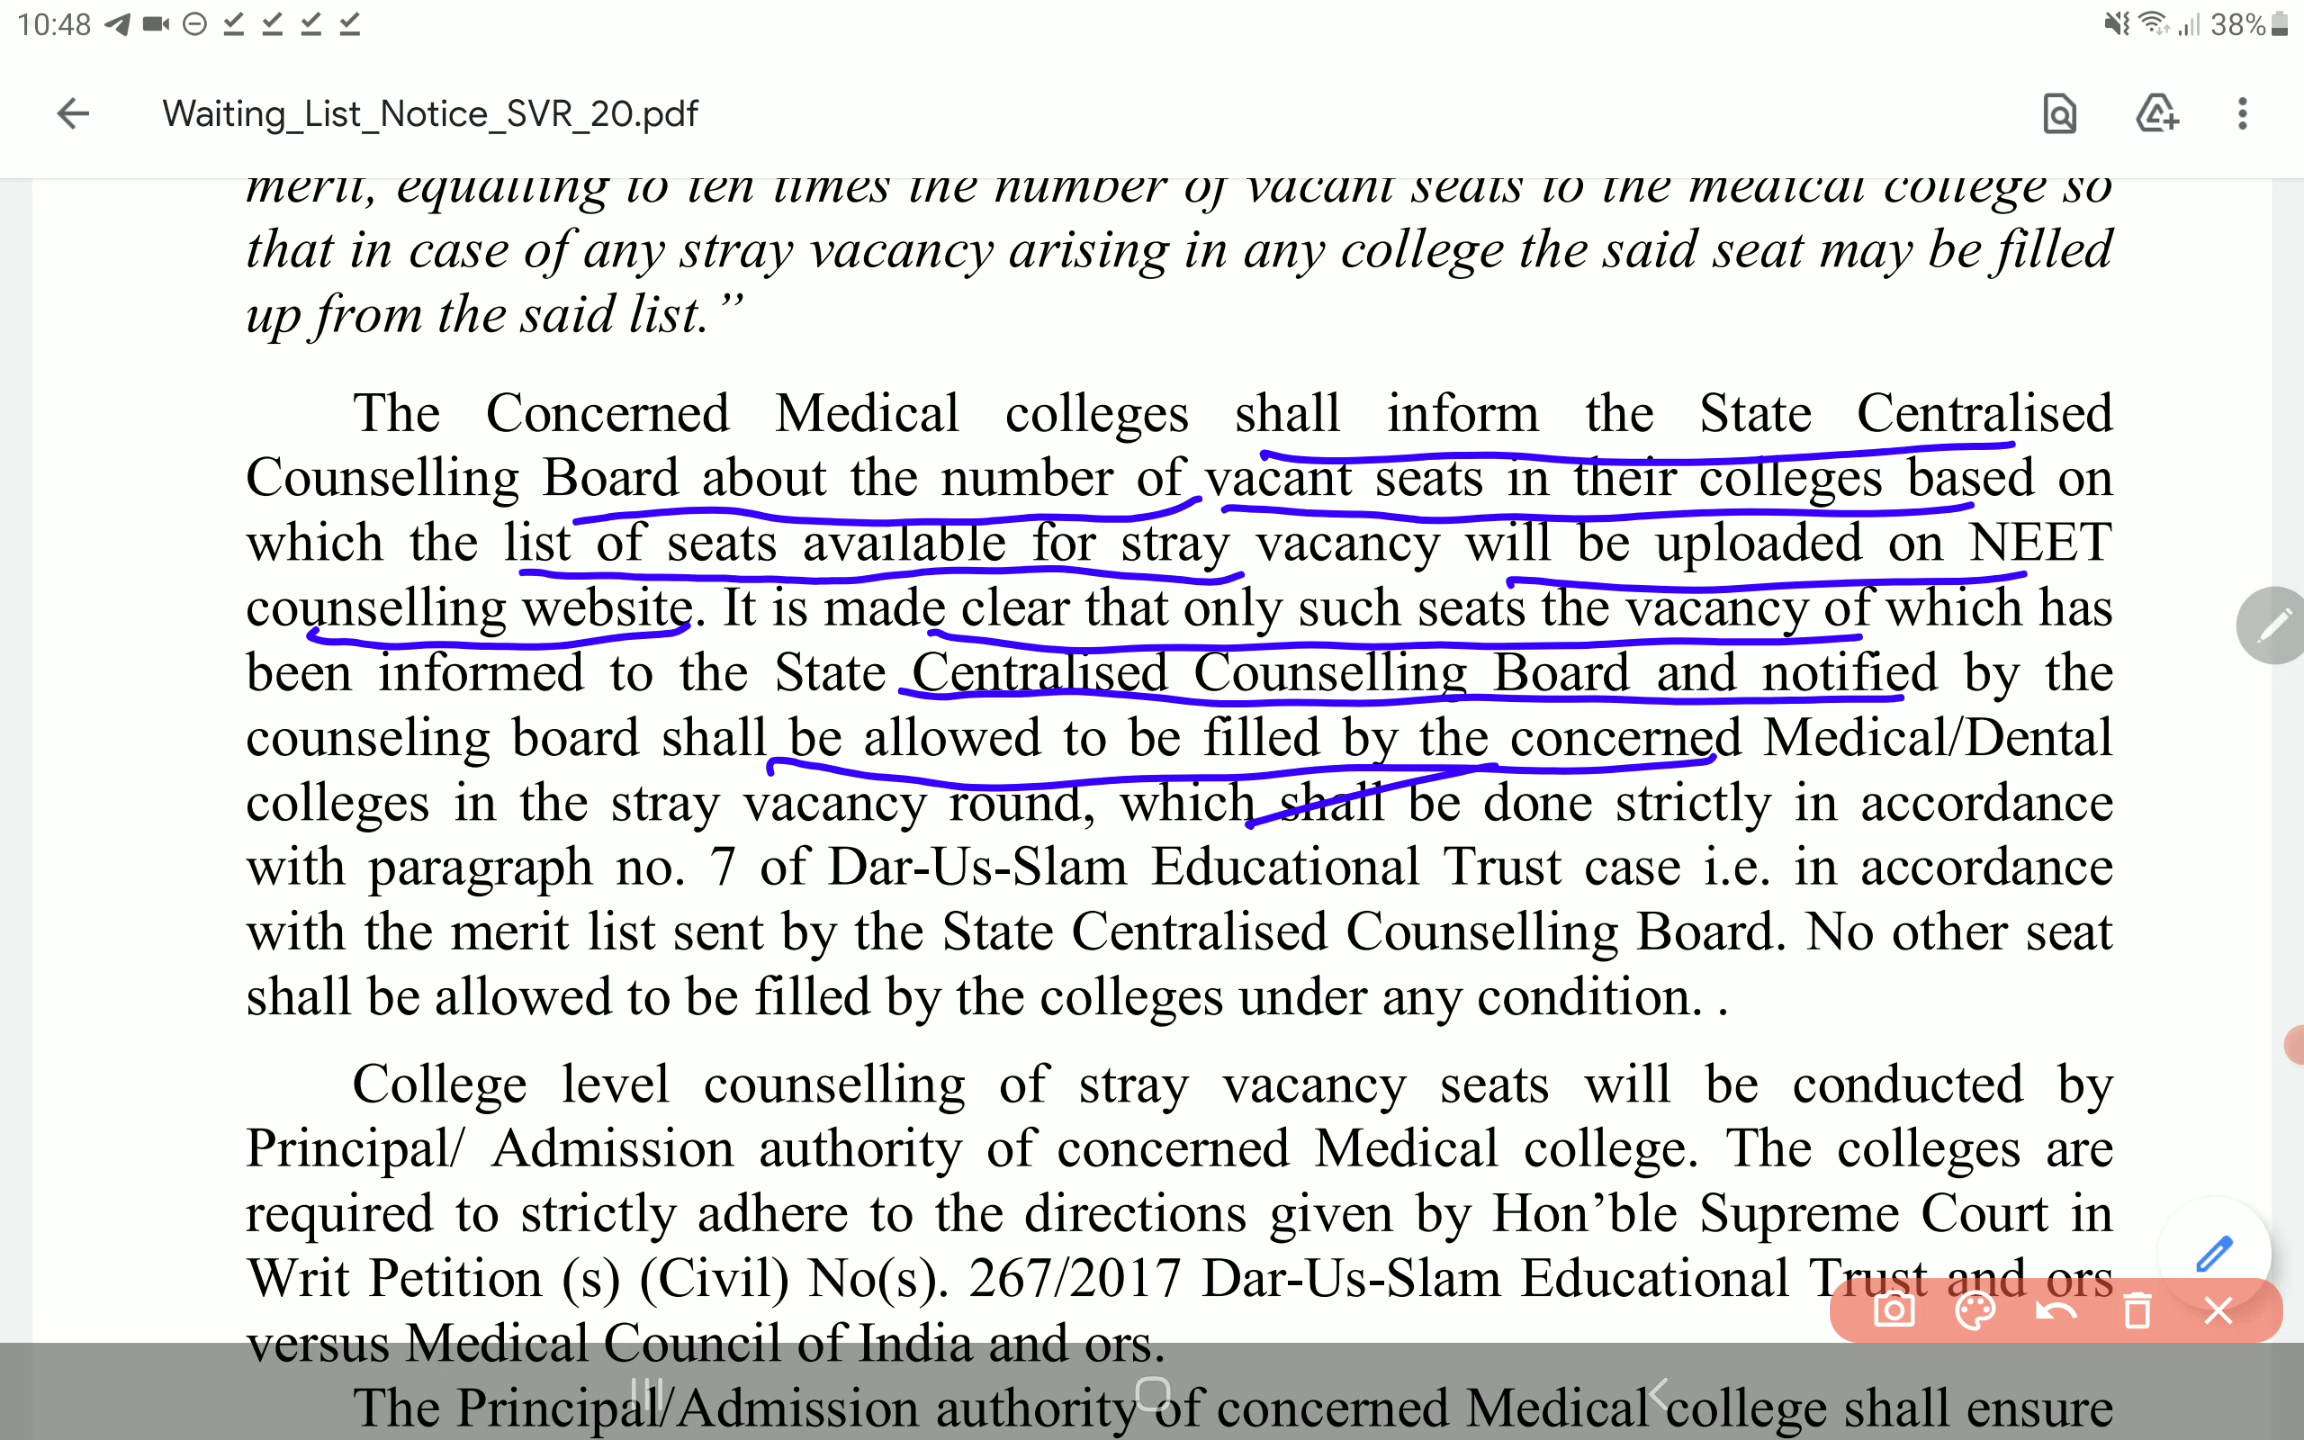 10:48
38%
Waiting_List_Notice_SVR_20.pdf
merit, equalling to ten times the number of vacant seats to the medical college so
that in case of any stray vacancy arising in any college the said seat may be filled
up from the said list.”
The Concerned Medical colleges shall inform the State Centralised
Counselling Board about the number of vacant seats in their colleges based on
which the list of seats available for stray vacancy will be uploaded on NEET
counselling website. It is made clear that only such seats the vacancy of which has
been informed to the State Centralised Counselling Board and notified by the
counseling board shall be allowed to be filled by the concerned Medical/Dental
colleges in the stray vacancy round, which shall be done strictly in accordance
with paragraph no. 7 of Dar-Us-Slam Educational Trust case i.e. in accordance
with the merit list sent by the State Centralised Counselling Board. No other seat
shall be allowed to be filled by the colleges under any condition. .
College level counselling of stray vacancy seats will be conducted by
Principal/ Admission authority of concerned Medical college. The colleges are
required to strictly adhere to the directions given by Hon’ble Supreme Court in
Writ Petition (s) (Civil) No(s). 267/2017 Dar-Us-Slam Educational Trust and ors
versus Medical Council of India and ors.
The Principal/Admission authority of concerned Medical college shall ensure